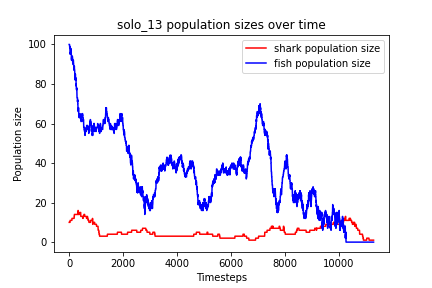 solo_13 population sizes over time
shark population size
fish population size
Population size
100
80
60
40
20
0
0 2000 4000 6000 8000 10000
Timesteps